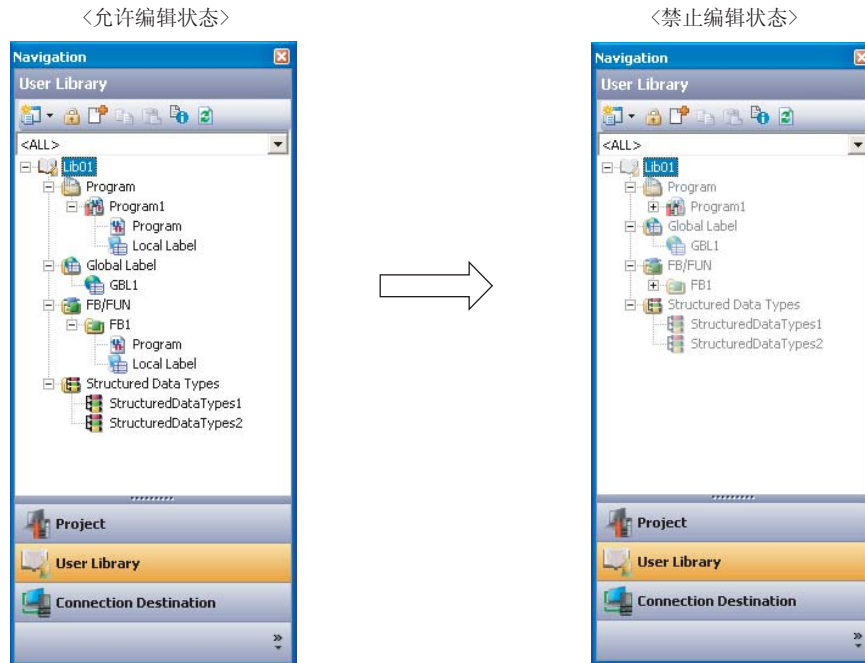 <允许编辑状态>
Navigation
User Library
<ALL>
Lib01
Program
Program1
Program
Local Label
Global Label
GBL1
FB/FUN
FB1
Program
Local Label
Structured Data Types
StructuredDataTypes1
StructuredDataTypes2
Project
User Library
Connection Destination
<禁止编辑状态>
Navigation
User Library
<ALL>
Lib01
Program
Program1
Global Label
GBL1
FB/FUN
FB1
Structured Data Types
StructuredDataTypes1
StructuredDataTypes2
Project
User Library
Connection Destination